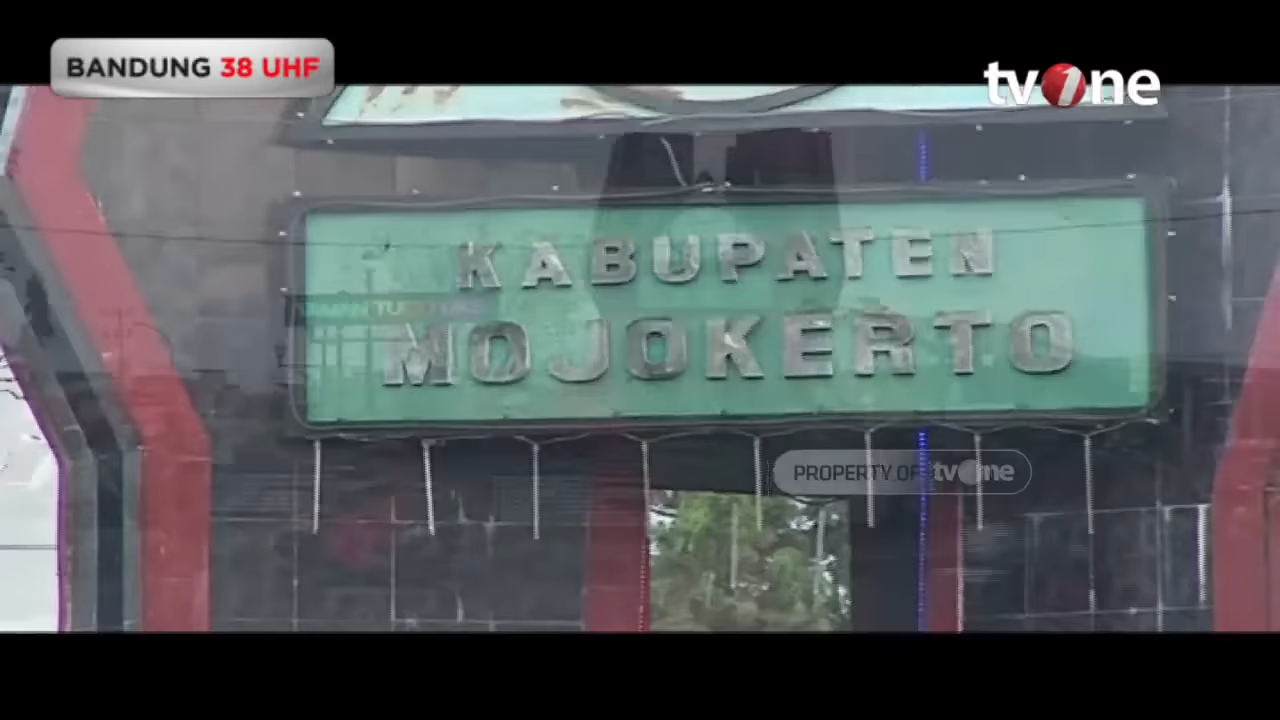 BANDUNG 38 UHF
tvOne
KABUPATEN
MOJOKERTO
PROPERTY OF tvOne